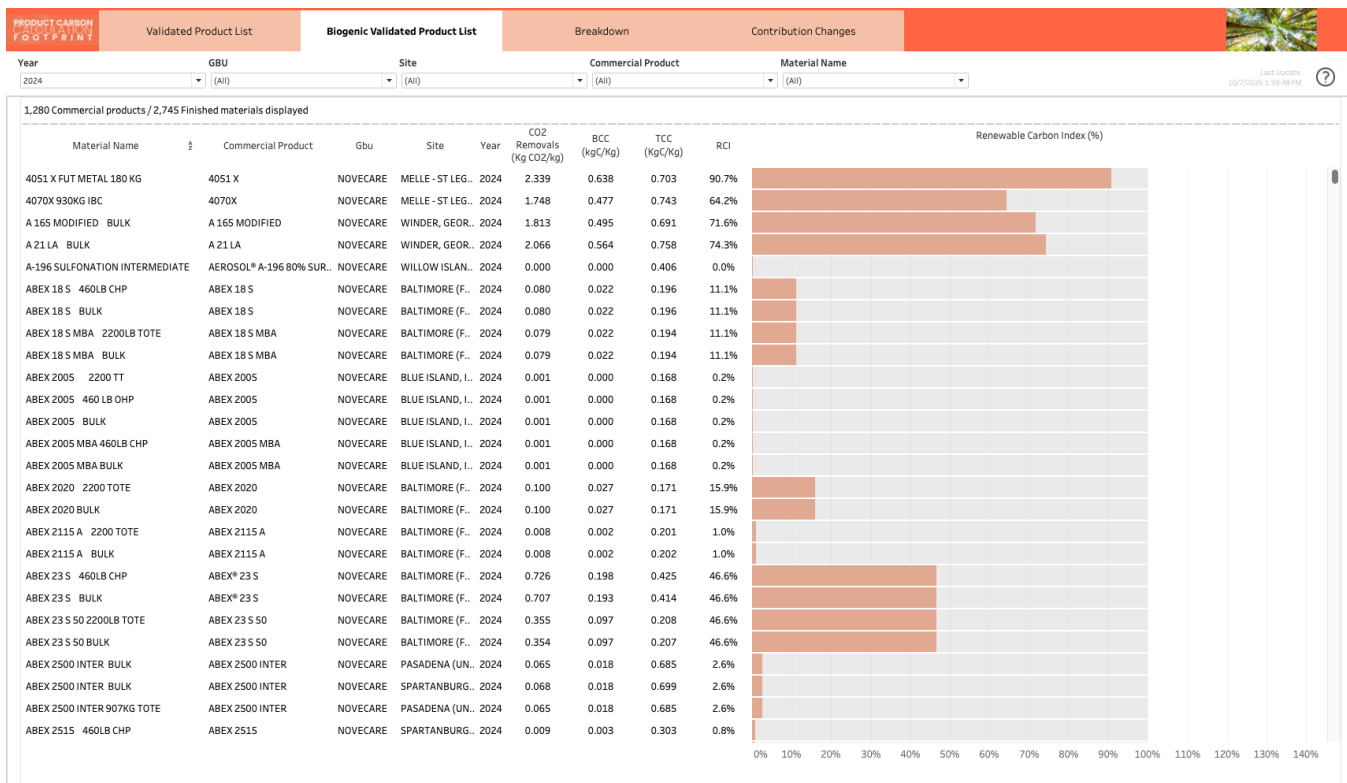 PRODUCT CARBON
CALCULATION
FOOTPRINT
Validated Product List
Biogenic Validated Product List
Breakdown
Contribution Changes
Year GBU Site Commercial Product Material Name
2024 (All) (All) (All) (All)
Last Update
10/7/2025 1:39:48 PM
?
1,280 Commercial products / 2,745 Finished materials displayed
Material Name Commercial Product Gbu Site Year CO2 Removals (Kg CO2/kg) BCC (kgC/Kg) TCC (KgC/Kg) RCI Renewable Carbon Index (%)
4051 X FUT METAL 180 KG 4051 X NOVECARE MELLE - ST LEG.. 2024 2.339 0.638 0.703 90.7%
4070X 930KG IBC 4070X NOVECARE MELLE - ST LEG.. 2024 1.748 0.477 0.743 64.2%
A 165 MODIFIED BULK A 165 MODIFIED NOVECARE WINDER, GEOR.. 2024 1.813 0.495 0.691 71.6%
A 21 LA BULK A 21 LA NOVECARE WINDER, GEOR.. 2024 2.066 0.564 0.758 74.3%
A-196 SULFONATION INTERMEDIATE AEROSOL® A-196 80% SUR.. NOVECARE WILLOW ISLAN.. 2024 0.000 0.000 0.406 0.0%
ABEX 18 S 460LB CHP ABEX 18 S NOVECARE BALTIMORE (F.. 2024 0.080 0.022 0.196 11.1%
ABEX 18 S BULK ABEX 18 S NOVECARE BALTIMORE (F.. 2024 0.080 0.022 0.196 11.1%
ABEX 18 S MBA 2200LB TOTE ABEX 18 S MBA NOVECARE BALTIMORE (F.. 2024 0.079 0.022 0.194 11.1%
ABEX 18 S MBA BULK ABEX 18 S MBA NOVECARE BALTIMORE (F.. 2024 0.079 0.022 0.194 11.1%
ABEX 2005 2200 TT ABEX 2005 NOVECARE BLUE ISLAND, I.. 2024 0.001 0.000 0.168 0.2%
ABEX 2005 460 LB OHP ABEX 2005 NOVECARE BLUE ISLAND, I.. 2024 0.001 0.000 0.168 0.2%
ABEX 2005 BULK ABEX 2005 NOVECARE BLUE ISLAND, I.. 2024 0.001 0.000 0.168 0.2%
ABEX 2005 MBA 460LB CHP ABEX 2005 MBA NOVECARE BLUE ISLAND, I.. 2024 0.001 0.000 0.168 0.2%
ABEX 2005 MBA BULK ABEX 2005 MBA NOVECARE BLUE ISLAND, I.. 2024 0.001 0.000 0.168 0.2%
ABEX 2020 2200 TOTE ABEX 2020 NOVECARE BALTIMORE (F.. 2024 0.100 0.027 0.171 15.9%
ABEX 2020 BULK ABEX 2020 NOVECARE BALTIMORE (F.. 2024 0.100 0.027 0.171 15.9%
ABEX 2115 A 2200 TOTE ABEX 2115 A NOVECARE BALTIMORE (F.. 2024 0.008 0.002 0.201 1.0%
ABEX 2115 A BULK ABEX 2115 A NOVECARE BALTIMORE (F.. 2024 0.008 0.002 0.202 1.0%
ABEX 23 S 460LB CHP ABEX® 23 S NOVECARE BALTIMORE (F.. 2024 0.726 0.198 0.425 46.6%
ABEX 23 S BULK ABEX® 23 S NOVECARE BALTIMORE (F.. 2024 0.707 0.193 0.414 46.6%
ABEX 23 S 50 2200LB TOTE ABEX 23 S 50 NOVECARE BALTIMORE (F.. 2024 0.355 0.097 0.208 46.6%
ABEX 23 S 50 BULK ABEX 23 S 50 NOVECARE BALTIMORE (F.. 2024 0.354 0.097 0.207 46.6%
ABEX 2500 INTER BULK ABEX 2500 INTER NOVECARE PASADENA (UN.. 2024 0.065 0.018 0.685 2.6%
ABEX 2500 INTER BULK ABEX 2500 INTER NOVECARE SPARTANBURG.. 2024 0.068 0.018 0.699 2.6%
ABEX 2500 INTER 907KG TOTE ABEX 2500 INTER NOVECARE PASADENA (UN.. 2024 0.065 0.018 0.685 2.6%
ABEX 2515 460LB CHP ABEX 2515 NOVECARE SPARTANBURG.. 2024 0.009 0.003 0.303 0.8%
0% 10% 20% 30% 40% 50% 60% 70% 80% 90% 100% 110% 120% 130% 140%